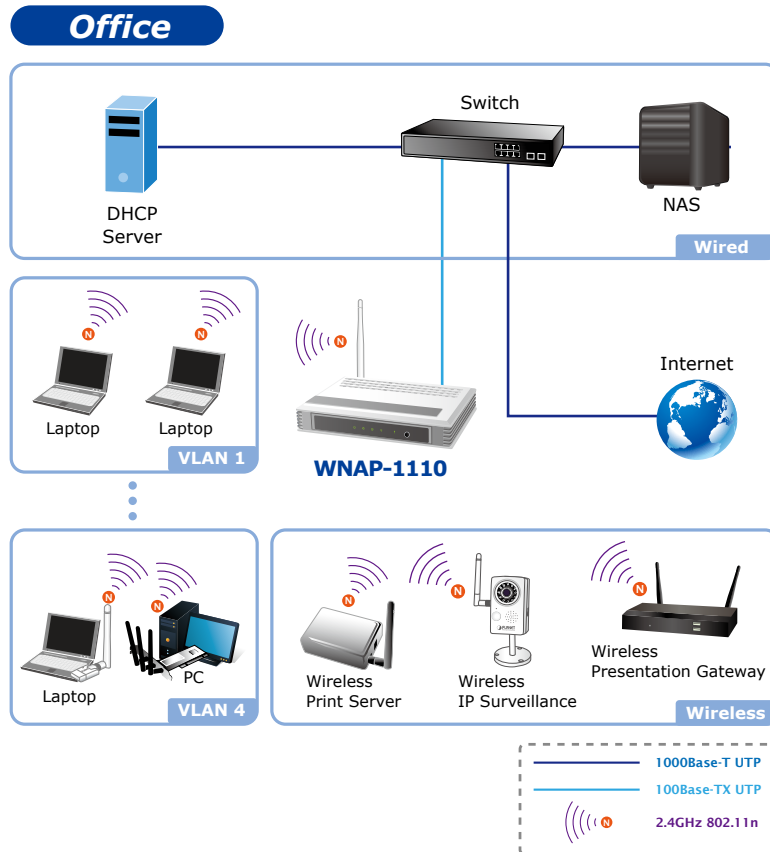 Office
Switch
DHCP
Server
NAS
Wired
Laptop
Laptop
VLAN 1
WNAP-1110
Internet
Laptop
PC
VLAN 4
Wireless
Print Server
PLANET
Wireless
IP Surveillance
Wireless
Presentation Gateway
Wireless
N
N
N
N
N
N
N
N
1000Base-T UTP
100Base-TX UTP
N
2.4GHz 802.11n